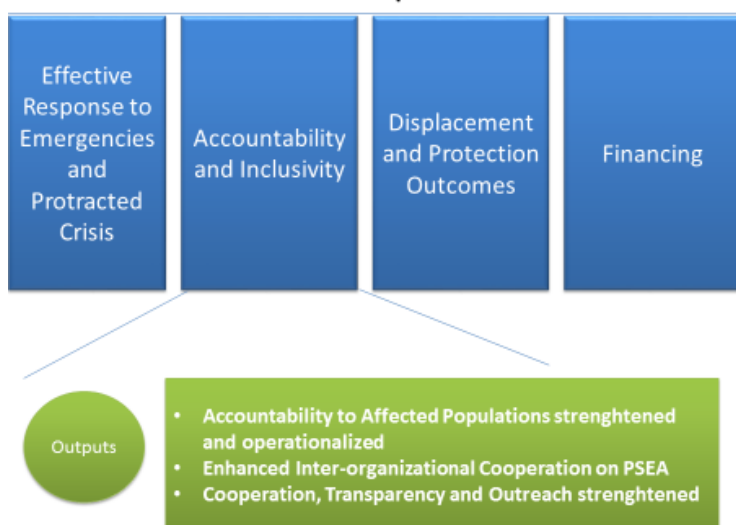 Effective
Response to
Emergencies
and
Protracted
Crisis
Accountability
and Inclusivity
Displacement
and Protection
Outcomes
Financing
Outputs
• Accountability to Affected Populations strenghtened
and operationalized
• Enhanced Inter-organizational Cooperation on PSEA
• Cooperation, Transparency and Outreach strenghtened